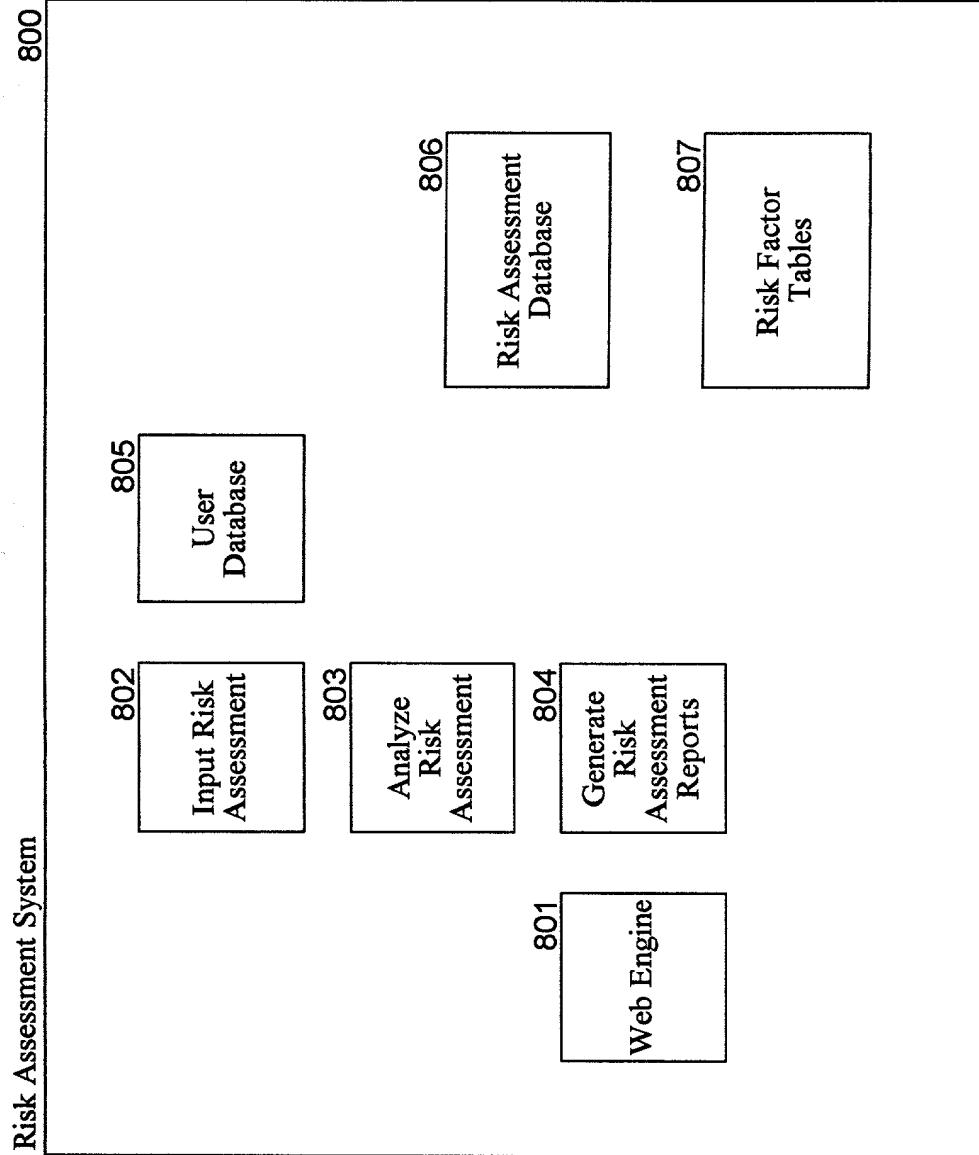 Risk Assessment System
800
802
Input Risk
Assessment
805
User
Database
803
Analyze
Risk
Assessment
806
Risk Assessment
Database
801
Web Engine
804
Generate
Risk
Assessment
Reports
807
Risk Factor
Tables